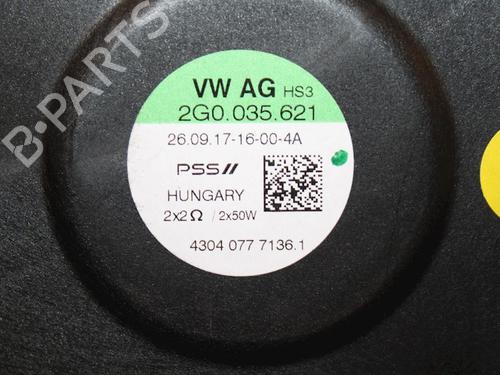 B-PARTS
VW AG HS3
2G0.035.621
26.09.17-16-00-4A
PSS//
HUNGARY
2x2Ω / 2x50W
4304 077 7136.1